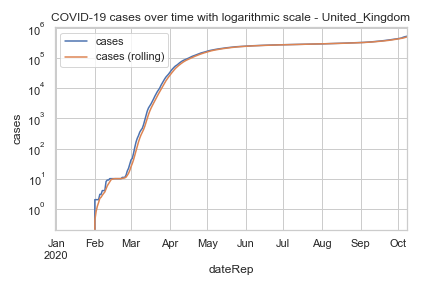 COVID-19 cases over time with logarithmic scale - United_Kingdom
cases
cases (rolling)
cases
10^6
10^5
10^4
10^3
10^2
10^1
10^0
Jan Feb Mar Apr May Jun Jul Aug Sep Oct
2020
dateRep